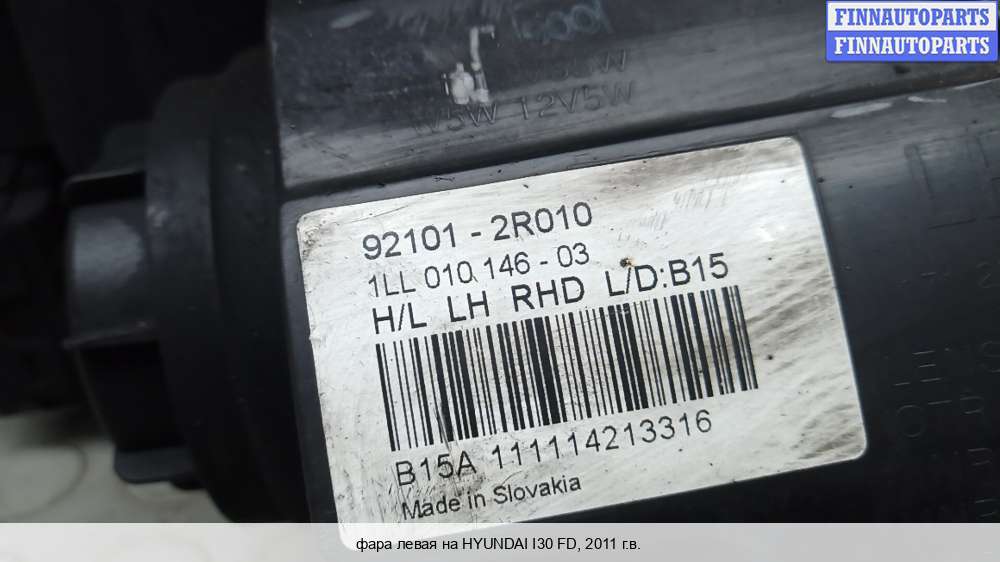 FINNAUTOPARTS
FINNAUTOPARTS
W5W 12V5W
92101 - 2R010
1LL 010 146 - 03
H/L LH RHD L/D:B15
B15A 111114213316
Made in Slovakia
фара левая на HYUNDAI I30 FD, 2011 г.в.